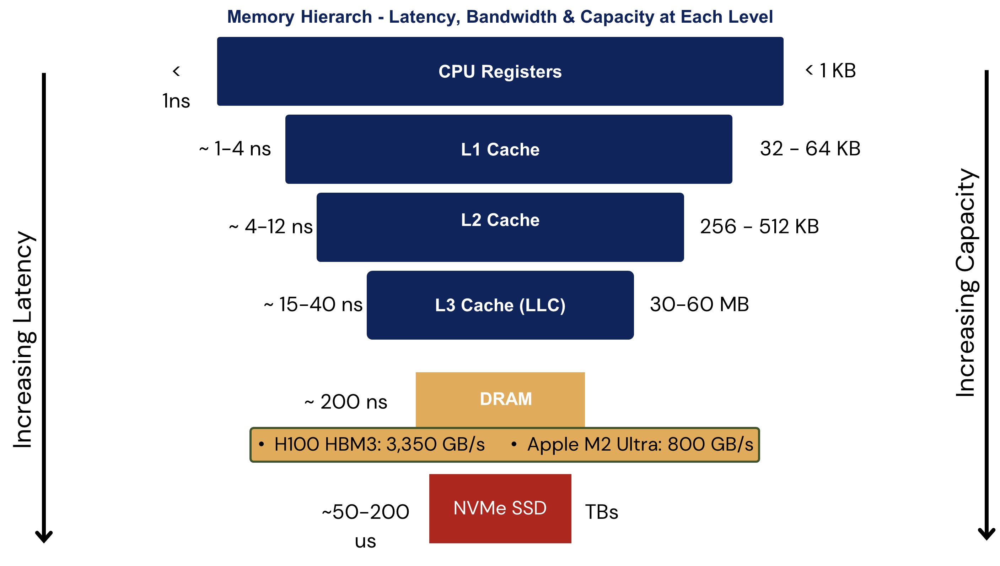 Memory Hierarch - Latency, Bandwidth & Capacity at Each Level
<
1ns
CPU Registers
< 1 KB
~ 1-4 ns
L1 Cache
32 - 64 KB
~ 4-12 ns
L2 Cache
256 - 512 KB
~ 15-40 ns
L3 Cache (LLC)
30-60 MB
~ 200 ns
DRAM
• H100 HBM3: 3,350 GB/s
• Apple M2 Ultra: 800 GB/s
~50-200
us
NVMe SSD
TBs
Increasing Latency
Increasing Capacity